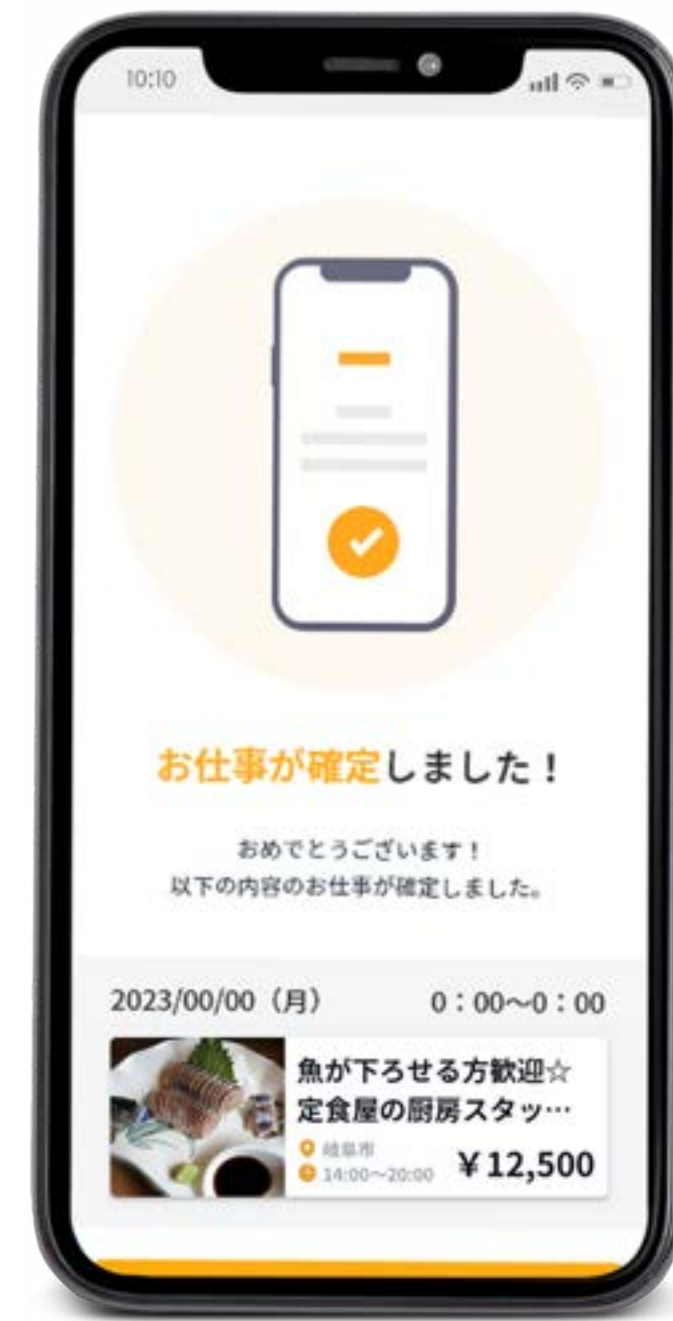 10:10
お仕事が確定しました！
おめでとうございます！
以下の内容のお仕事が確定しました。
2023/00/00（月） 0：00〜0：00
魚が下ろせる方歓迎☆
定食屋の厨房スタッ…
岐阜市
14:00〜20:00 ¥12,500